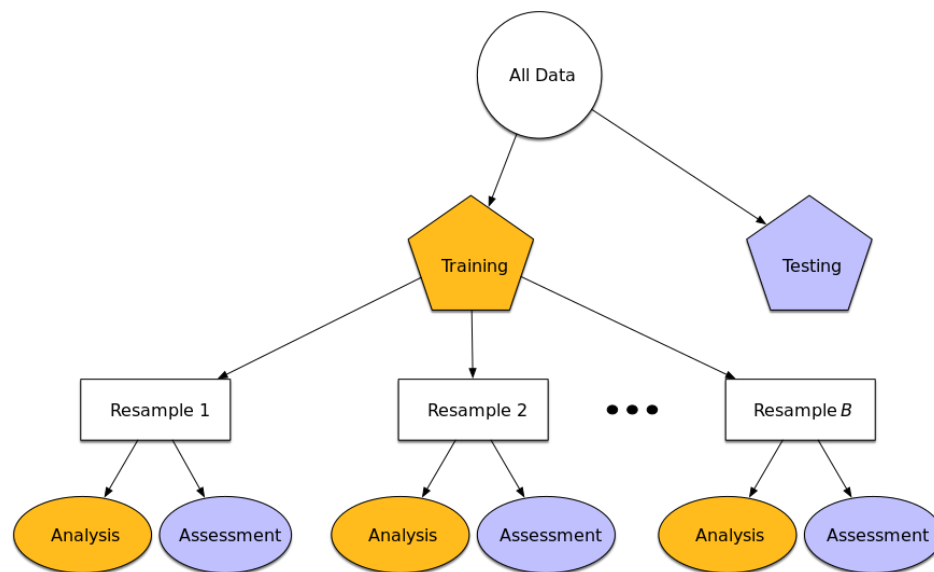 All Data
Training
Testing
Resample 1
Resample 2
Resample B
Analysis
Assessment
Analysis
Assessment
Analysis
Assessment